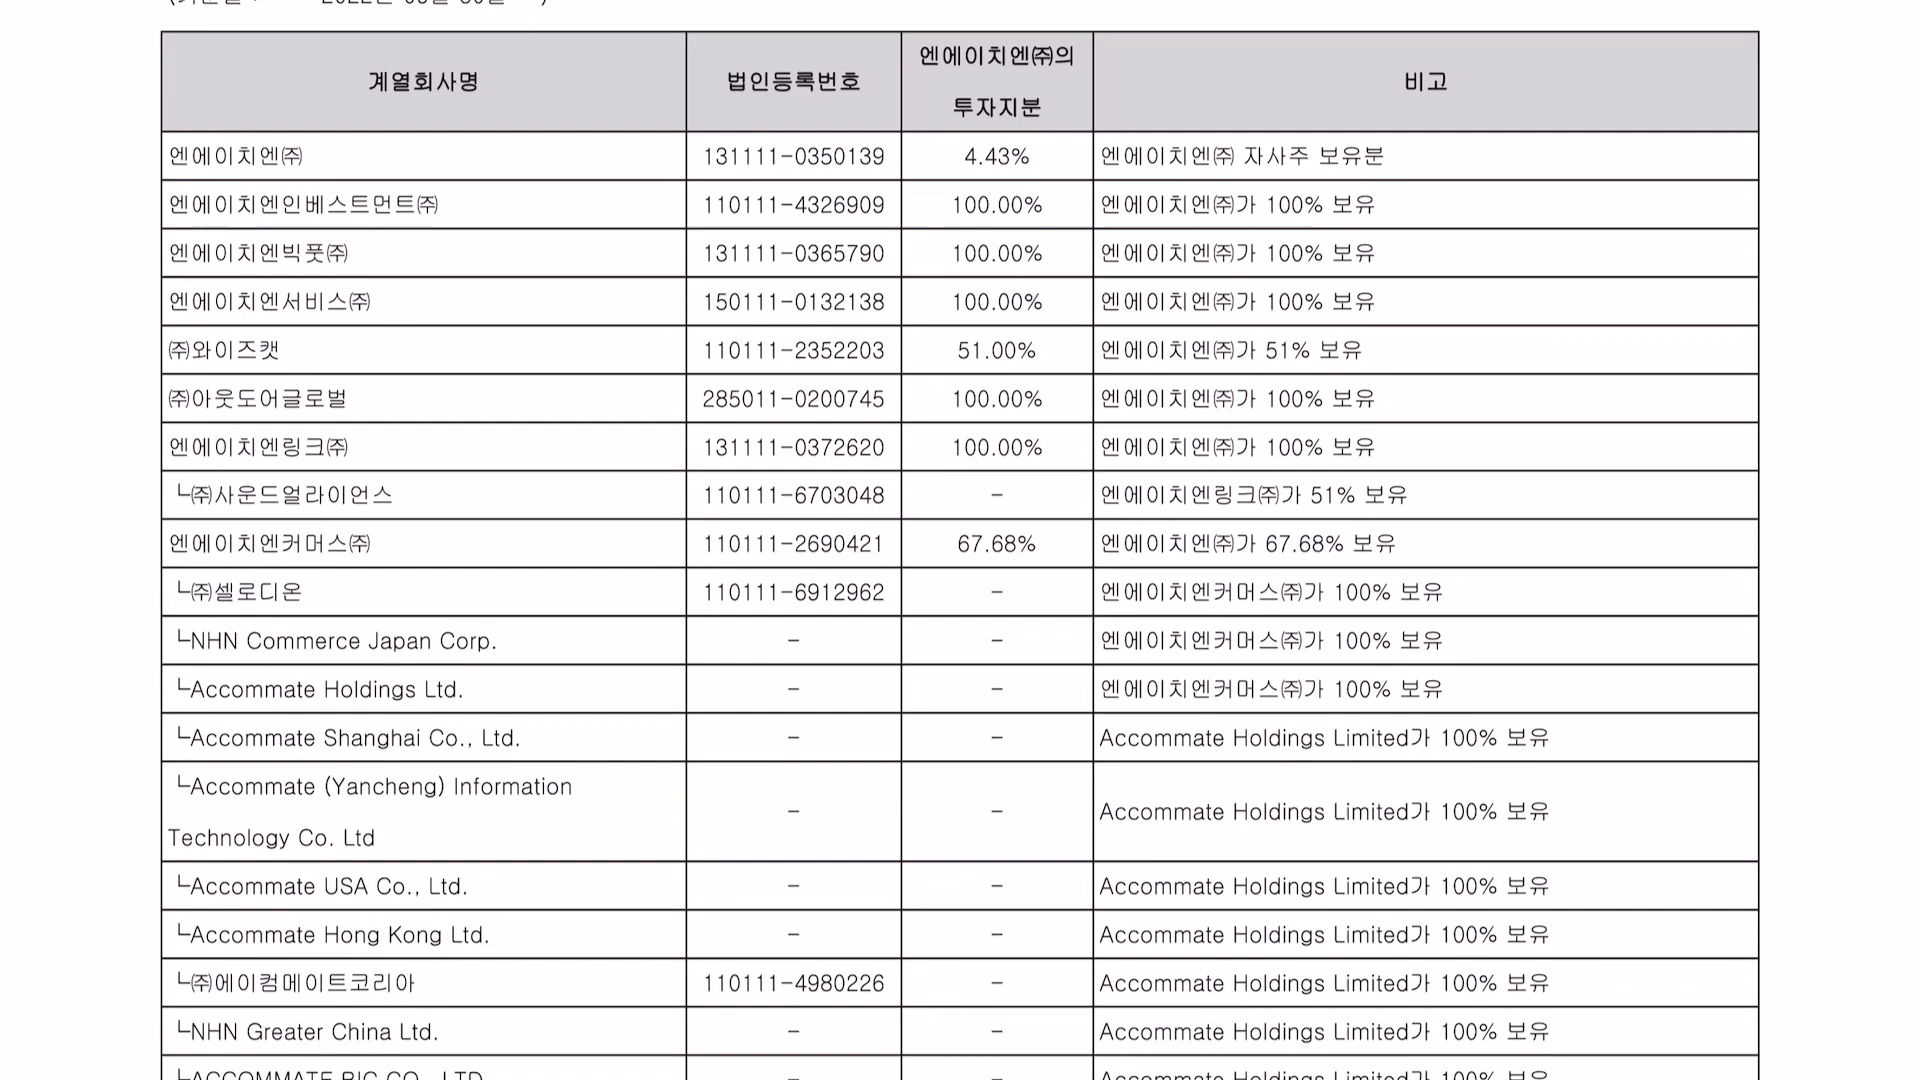 계열회사명 법인등록번호 엔에이치엔㈜의 투자지분 비고
엔에이치엔㈜ 131111-0350139 4.43% 엔에이치엔㈜ 자사주 보유분
엔에이치엔인베스트먼트㈜ 110111-4326909 100.00% 엔에이치엔㈜가 100% 보유
엔에이치엔빅풋㈜ 131111-0365790 100.00% 엔에이치엔㈜가 100% 보유
엔에이치엔서비스㈜ 150111-0132138 100.00% 엔에이치엔㈜가 100% 보유
㈜와이즈캣 110111-2352203 51.00% 엔에이치엔㈜가 51% 보유
㈜아웃도어글로벌 285011-0200745 100.00% 엔에이치엔㈜가 100% 보유
엔에이치엔링크㈜ 131111-0372620 100.00% 엔에이치엔㈜가 100% 보유
└㈜사운드얼라이언스 110111-6703048 - 엔에이치엔링크㈜가 51% 보유
엔에이치엔커머스㈜ 110111-2690421 67.68% 엔에이치엔㈜가 67.68% 보유
└㈜셀로디온 110111-6912962 - 엔에이치엔커머스㈜가 100% 보유
└NHN Commerce Japan Corp. - - 엔에이치엔커머스㈜가 100% 보유
└Accommate Holdings Ltd. - - 엔에이치엔커머스㈜가 100% 보유
└Accommate Shanghai Co., Ltd. - - Accommate Holdings Limited가 100% 보유
└Accommate (Yancheng) Information
Technology Co. Ltd - - Accommate Holdings Limited가 100% 보유
└Accommate USA Co., Ltd. - - Accommate Holdings Limited가 100% 보유
└Accommate Hong Kong Ltd. - - Accommate Holdings Limited가 100% 보유
└㈜에이컴메이트코리아 110111-4980226 - Accommate Holdings Limited가 100% 보유
└NHN Greater China Ltd. - - Accommate Holdings Limited가 100% 보유
└ACCOMMATE BIC CO., LTD - - Accommate Holdings Limited가 100% 보유